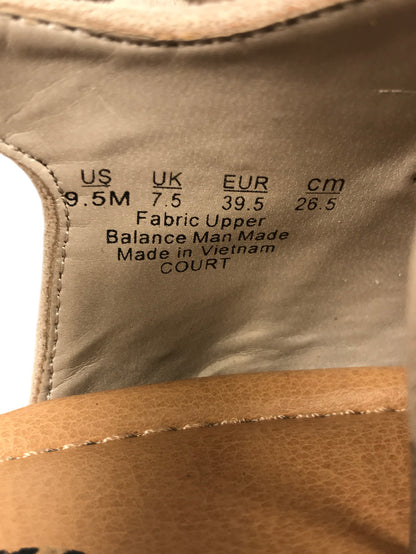 US UK EUR cm
9.5M 7.5 39.5 26.5
Fabric Upper
Balance Man Made
Made in Vietnam
COURT